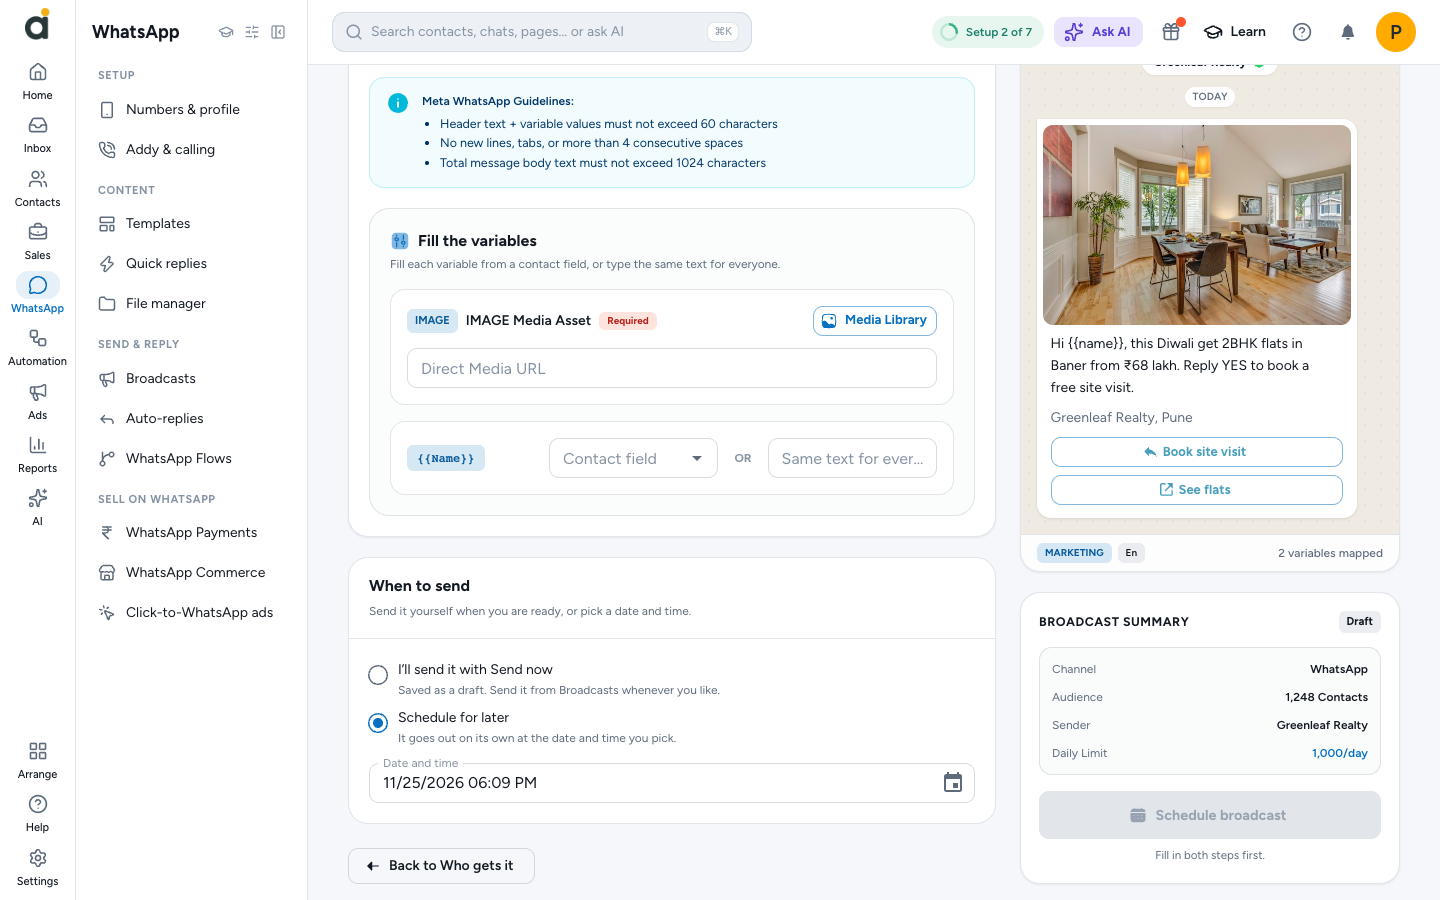 WhatsApp
Search contacts, chats, pages... or ask AI
⌘K
Setup 2 of 7
Ask AI
Learn
P
Home
Inbox
Contacts
Sales
WhatsApp
Automation
Ads
Reports
AI
Arrange
Help
Settings
SETUP
Numbers & profile
Addy & calling
CONTENT
Templates
Quick replies
File manager
SEND & REPLY
Broadcasts
Auto-replies
WhatsApp Flows
SELL ON WHATSAPP
WhatsApp Payments
WhatsApp Commerce
Click-to-WhatsApp ads
Meta WhatsApp Guidelines:
• Header text + variable values must not exceed 60 characters
• No new lines, tabs, or more than 4 consecutive spaces
• Total message body text must not exceed 1024 characters
Fill the variables
Fill each variable from a contact field, or type the same text for everyone.
IMAGE
IMAGE Media Asset
Required
Media Library
Direct Media URL
{{Name}}
Contact field
OR
Same text for ever...
When to send
Send it yourself when you are ready, or pick a date and time.
I'll send it with Send now
Saved as a draft. Send it from Broadcasts whenever you like.
Schedule for later
It goes out on its own at the date and time you pick.
Date and time
11/25/2026 06:09 PM
Back to Who gets it
Greenleaf Realty
TODAY
Hi {{name}}, this Diwali get 2BHK flats in
Baner from ₹68 lakh. Reply YES to book a
free site visit.
Greenleaf Realty, Pune
Book site visit
See flats
MARKETING
En
2 variables mapped
BROADCAST SUMMARY
Draft
Channel
WhatsApp
Audience
1,248 Contacts
Sender
Greenleaf Realty
Daily Limit
1,000/day
Schedule broadcast
Fill in both steps first.